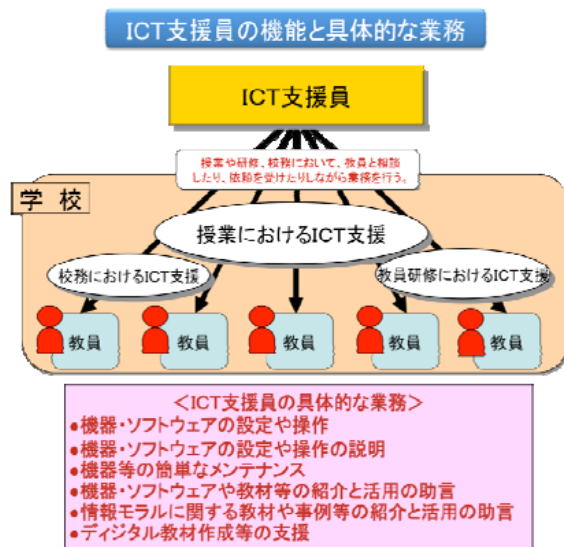 ICT支援員の機能と具体的な業務
ICT支援員
授業や研修、校務において、教員と相談
したり、依頼を受けたりしながら業務を行う。
学校
授業におけるICT支援
校務におけるICT支援
教員研修におけるICT支援
教員
教員
教員
教員
教員
<ICT支援員の具体的な業務>
●機器・ソフトウェアの設定や操作
●機器・ソフトウェアの設定や操作の説明
●機器等の簡単なメンテナンス
●機器・ソフトウェアや教材等の紹介と活用の助言
●情報モラルに関する教材や事例等の紹介と活用の助言
●ディジタル教材作成等の支援